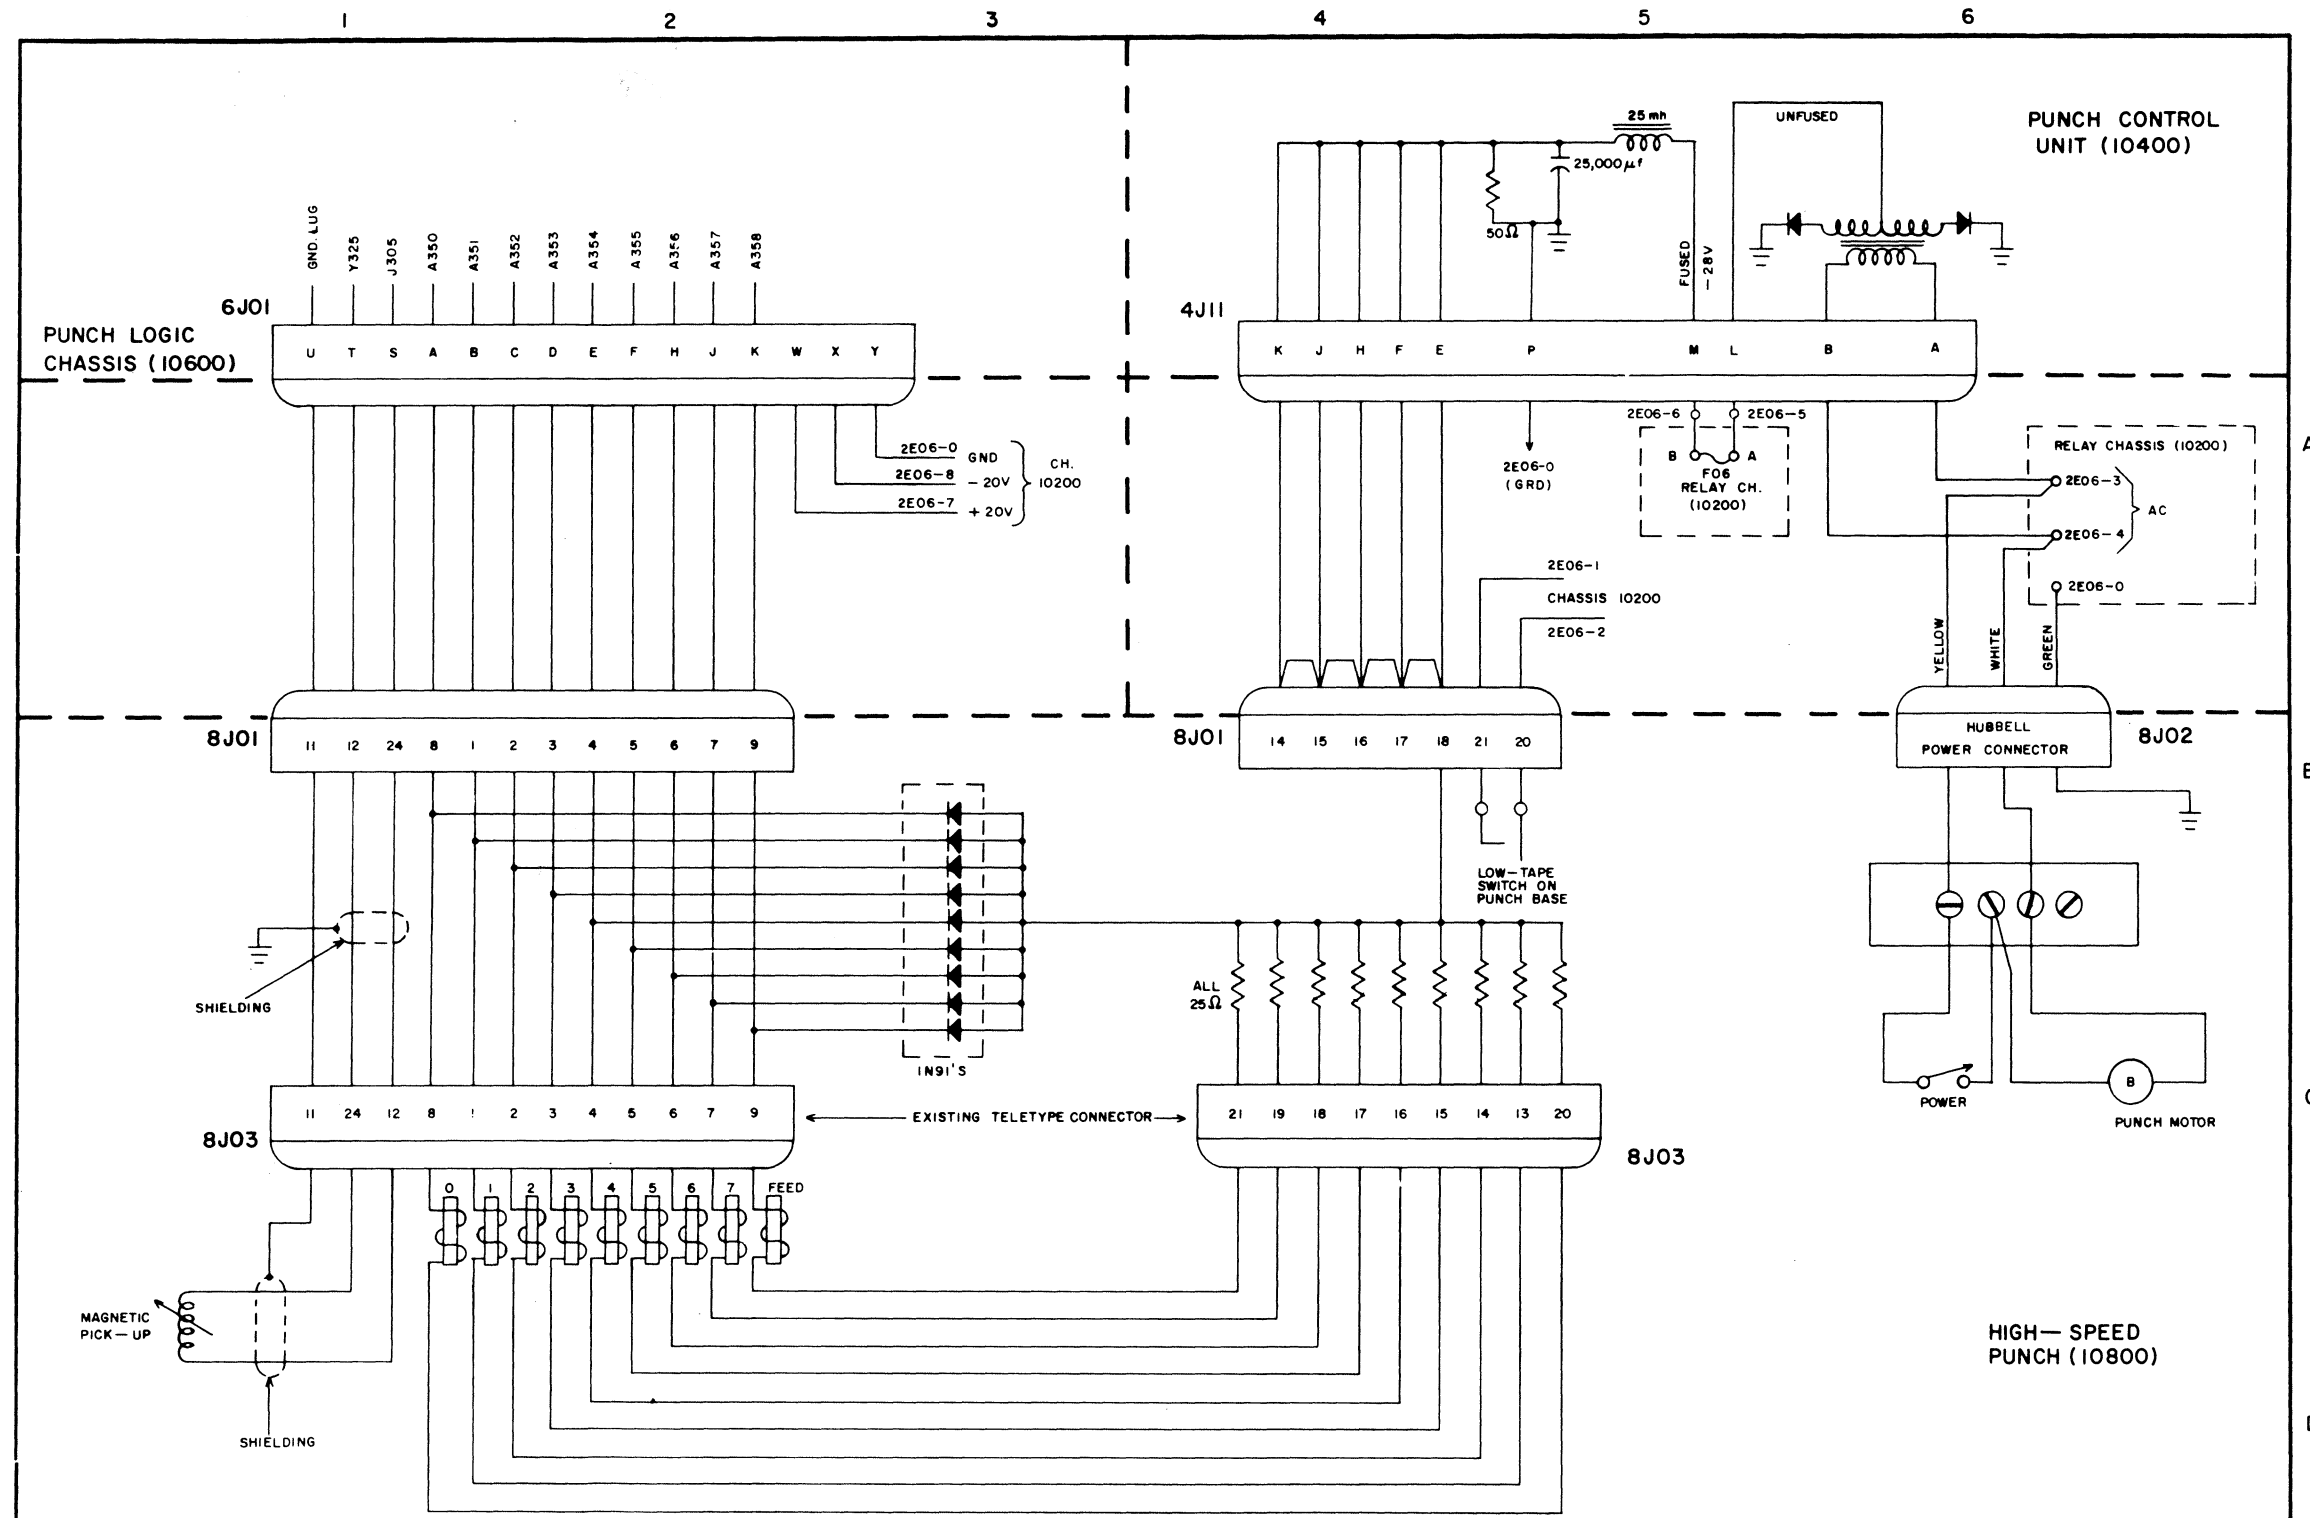 1 2 3 4 5 6
PUNCH CONTROL
UNIT (10400)
25 mh
UNFUSED
25,000 µf
50Ω
FUSED
-28V
GND. LUG
Y325
J305
A350
A351
A352
A353
A354
A355
A356
A357
A358
6J01
4J11
PUNCH LOGIC
CHASSIS (10600)
U T S A B C D E F H J K W X Y
K J H F E P M L B A
2E06-0 GND
2E06-8 - 20V
2E06-7 + 20V
CH.
10200
2E06-0
(GRD)
2E06-6 2E06-5
B A
F06
RELAY CH.
(10200)
RELAY CHASSIS (10200)
2E06-3
AC
2E06-4
2E06-0
A
2E06-1
CHASSIS 10200
2E06-2
YELLOW
WHITE
GREEN
8J01
11 12 24 8 1 2 3 4 5 6 7 9
8J01
14 15 16 17 18 21 20
HUBBELL
POWER CONNECTOR
8J02
LOW-TAPE
SWITCH ON
PUNCH BASE
SHIELDING
1N91'S
ALL
25Ω
POWER
B
PUNCH MOTOR
11 24 12 8 1 2 3 4 5 6 7 9
EXISTING TELETYPE CONNECTOR
21 19 18 17 16 15 14 13 20
8J03
8J03
0 1 2 3 4 5 6 7 FEED
MAGNETIC
PICK-UP
SHIELDING
HIGH-SPEED
PUNCH (10800)